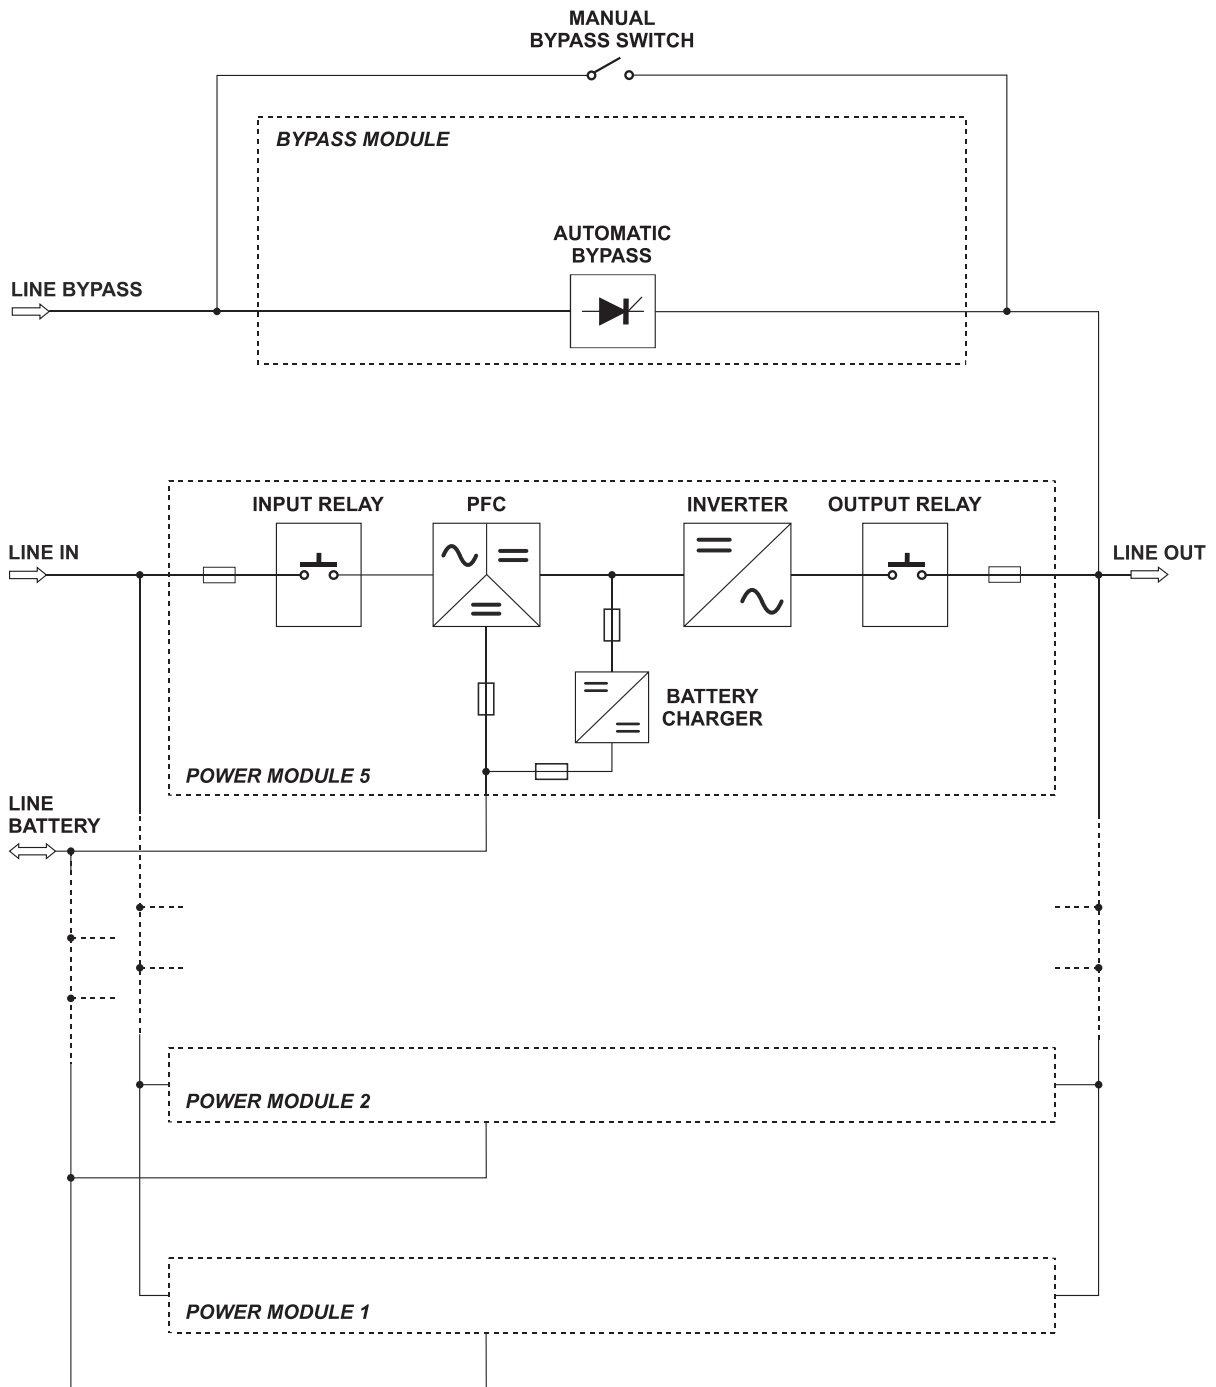 MANUAL
BYPASS SWITCH
BYPASS MODULE
AUTOMATIC
BYPASS
LINE BYPASS
INPUT RELAY
PFC
INVERTER
OUTPUT RELAY
LINE IN
LINE OUT
BATTERY
CHARGER
POWER MODULE 5
LINE
BATTERY
POWER MODULE 2
POWER MODULE 1